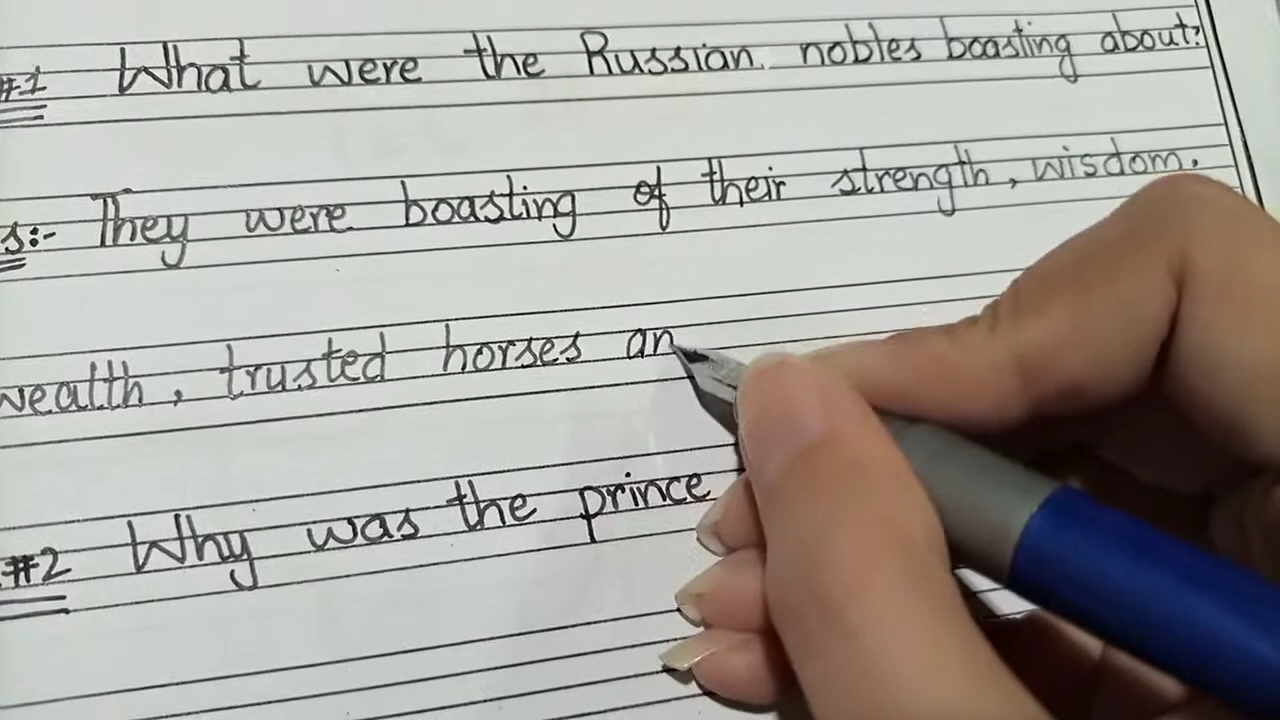 #1 What were the Russian nobles boasting about?
s:- They were boasting of their strength, wisdom.
wealth, trusted horses an
.#2 Why was the prince